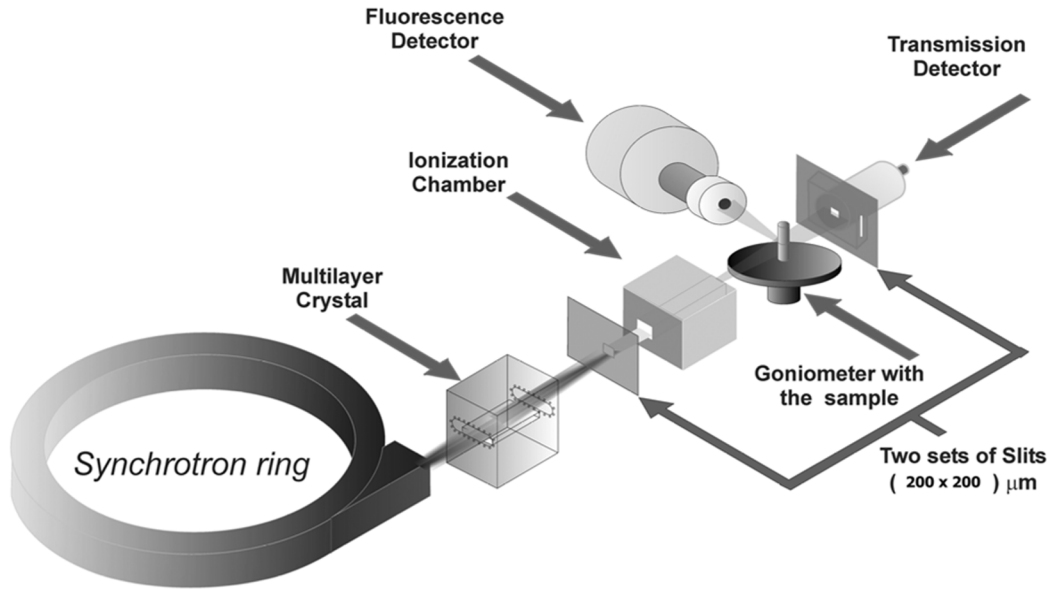 Fluorescence
Detector
Transmission
Detector
Ionization
Chamber
Multilayer
Crystal
Goniometer with
the sample
Synchrotron ring
Two sets of Slits
( 200 x 200 ) μm